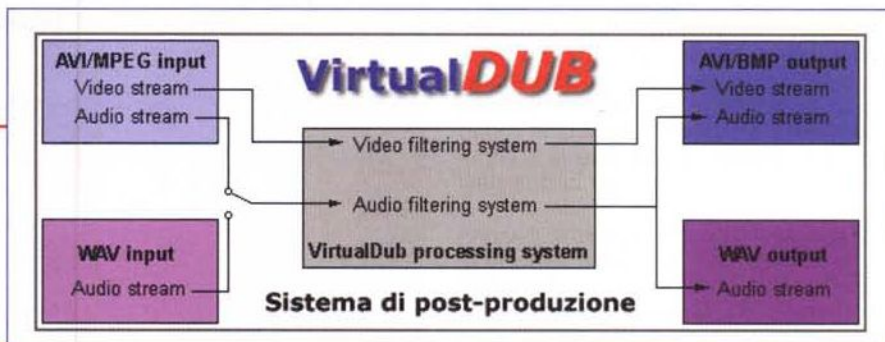 AVI/MPEG input
Video stream
Audio stream
WAV input
Audio stream
VirtualDUB
Video filtering system
Audio filtering system
VirtualDub processing system
Sistema di post-produzione
AVI/BMP output
Video stream
Audio stream
WAV output
Audio stream